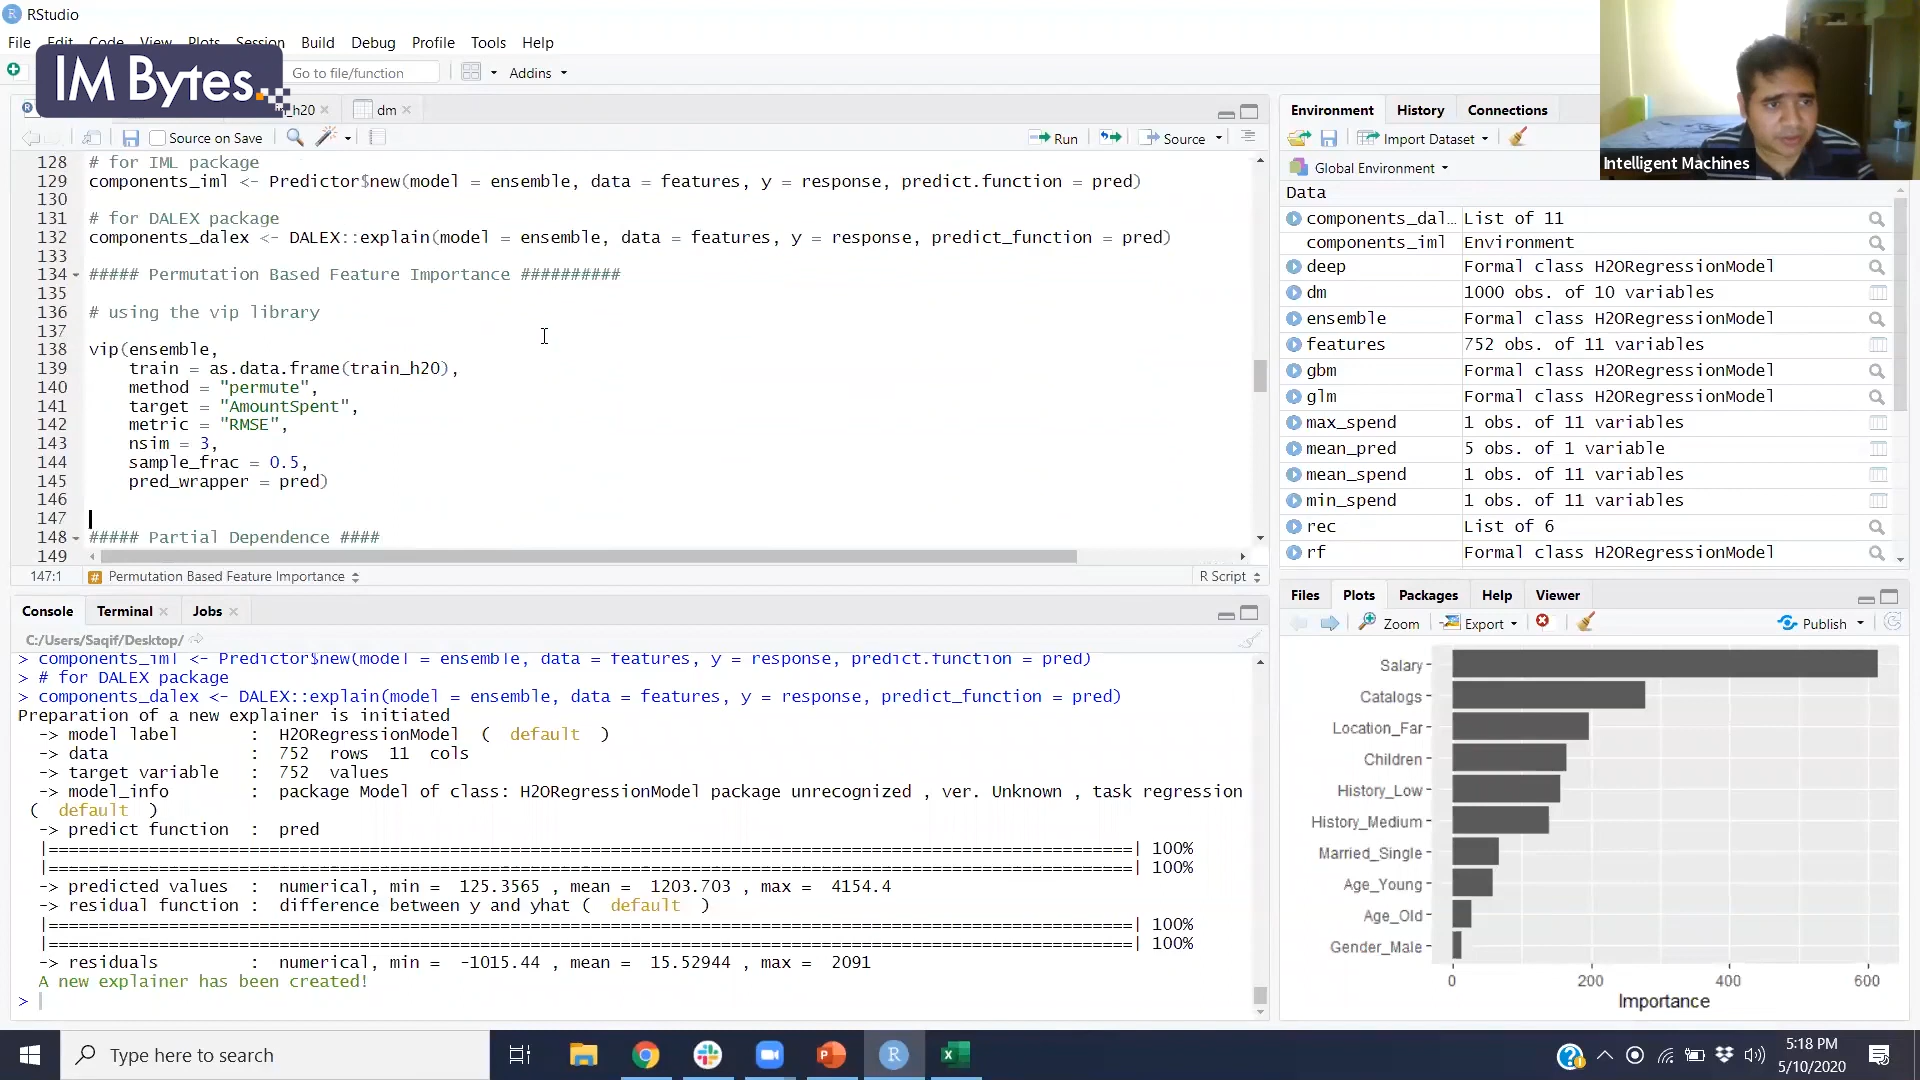 RStudio
File Edit Code View Plots Session Build Debug Profile Tools Help
IM Bytes.
Go to file/function
Addins
_h20
dm
Source on Save
Run
Source
128 # for IML package
129 components_iml <- Predictor$new(model = ensemble, data = features, y = response, predict.function = pred)
130
131 # for DALEX package
132 components_dalex <- DALEX::explain(model = ensemble, data = features, y = response, predict_function = pred)
133
134 ##### Permutation Based Feature Importance ##########
135
136 # using the vip library
137
138 vip(ensemble,
139 train = as.data.frame(train_h20),
140 method = "permute",
141 target = "AmountSpent",
142 metric = "RMSE",
143 nsim = 3,
144 sample_frac = 0.5,
145 pred_wrapper = pred)
146
147
148 ##### Partial Dependence ####
149
147:1 # Permutation Based Feature Importance
R Script
Console Terminal Jobs
C:/Users/Saqif/Desktop/
> components_iml <- Predictor$new(model = ensemble, data = features, y = response, predict.function = pred)
> # for DALEX package
> components_dalex <- DALEX::explain(model = ensemble, data = features, y = response, predict_function = pred)
Preparation of a new explainer is initiated
-> model label : H2ORegressionModel ( default )
-> data : 752 rows 11 cols
-> target variable : 752 values
-> model_info : package Model of class: H2ORegressionModel package unrecognized , ver. Unknown , task regression
( default )
-> predict function : pred
|====================================================================================================| 100%
|====================================================================================================| 100%
-> predicted values : numerical, min = 125.3565 , mean = 1203.703 , max = 4154.4
-> residual function : difference between y and yhat ( default )
|====================================================================================================| 100%
|====================================================================================================| 100%
-> residuals : numerical, min = -1015.44 , mean = 15.52944 , max = 2091
A new explainer has been created!
>
Environment History Connections
Import Dataset
Global Environment
Intelligent Machines
Data
components_dal… List of 11
components_iml Environment
deep Formal class H2ORegressionModel
dm 1000 obs. of 10 variables
ensemble Formal class H2ORegressionModel
features 752 obs. of 11 variables
gbm Formal class H2ORegressionModel
glm Formal class H2ORegressionModel
max_spend 1 obs. of 11 variables
mean_pred 5 obs. of 1 variable
mean_spend 1 obs. of 11 variables
min_spend 1 obs. of 11 variables
rec List of 6
rf Formal class H2ORegressionModel
Files Plots Packages Help Viewer
Zoom Export Publish
Salary
Catalogs
Location_Far
Children
History_Low
History_Medium
Married_Single
Age_Young
Age_Old
Gender_Male
0 200 400 600
Importance
Type here to search
5:18 PM
5/10/2020